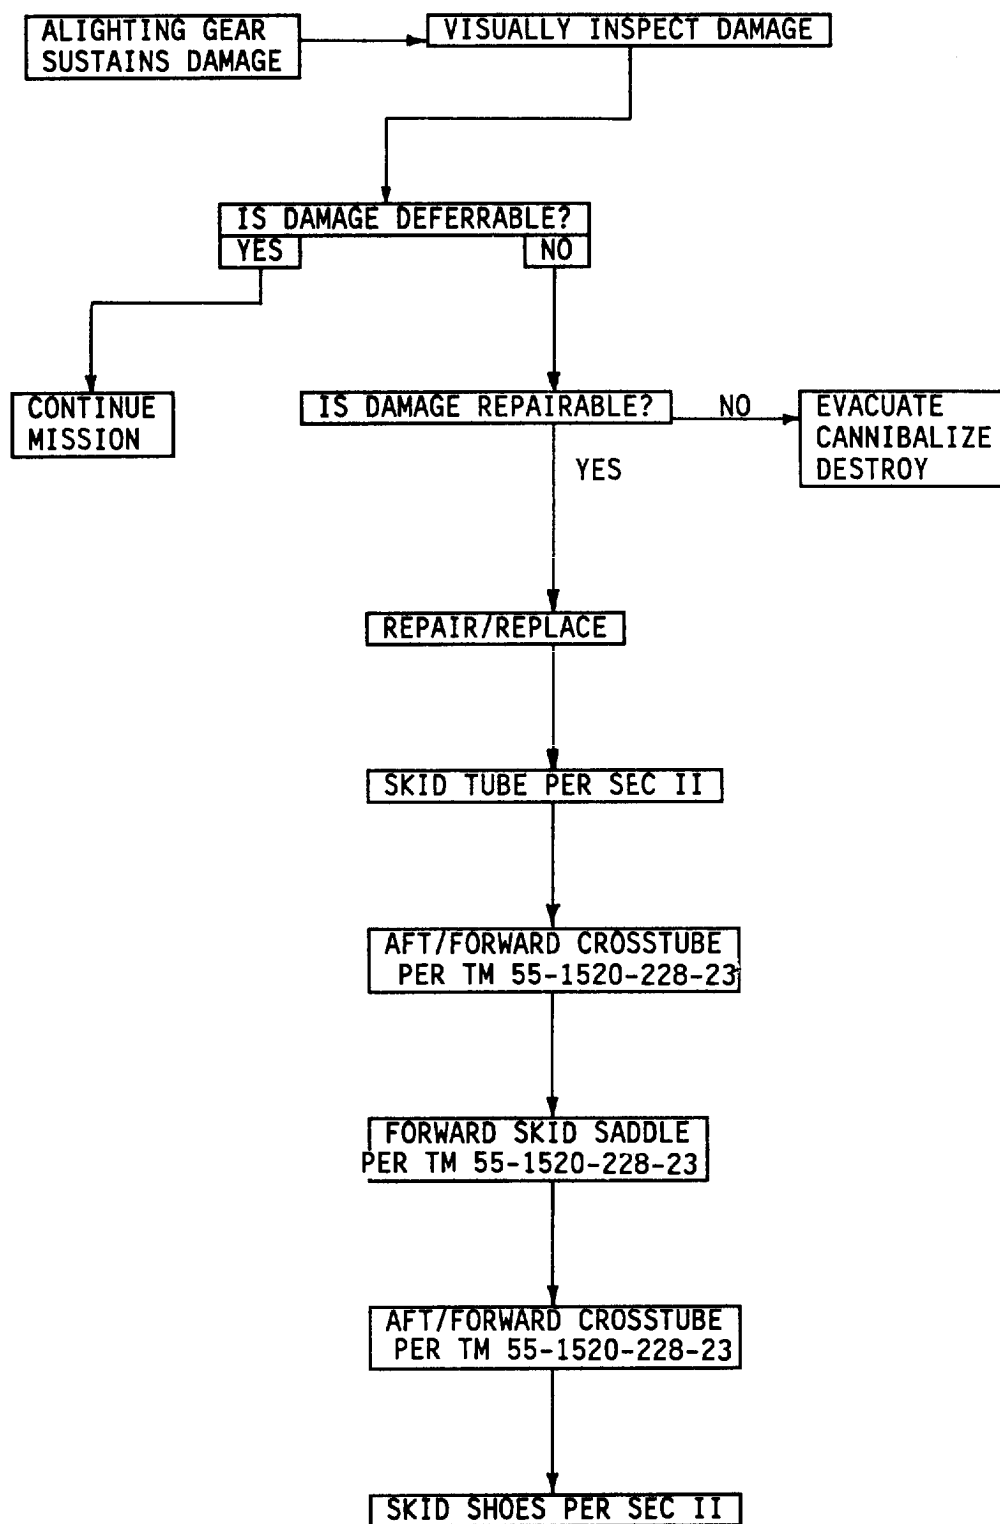 ALIGHTING GEAR
SUSTAINS DAMAGE
VISUALLY INSPECT DAMAGE
IS DAMAGE DEFERRABLE?
YES
NO
CONTINUE
MISSION
IS DAMAGE REPAIRABLE?
NO
EVACUATE
CANNIBALIZE
DESTROY
YES
REPAIR/REPLACE
SKID TUBE PER SEC II
AFT/FORWARD CROSSTUBE
PER TM 55-1520-228-23
FORWARD SKID SADDLE
PER TM 55-1520-228-23
AFT/FORWARD CROSSTUBE
PER TM 55-1520-228-23
SKID SHOES PER SEC II